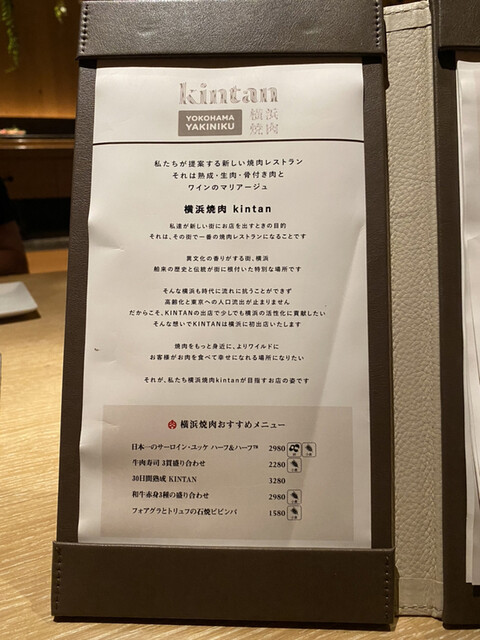 kintan
YOKOHAMA YAKINIKU
横浜焼肉
私たちが提案する新しい焼肉レストラン
それは熟成・生肉・骨付き肉と
ワインのマリアージュ
横浜焼肉 kintan
私達が新しい街にお店を出すときの目的
それは、その街で一番の焼肉レストランになることです
異文化の香りがする街、横浜
舶来の歴史と伝統が街に根付いた特別な場所です
そんな横浜も時代に流れに抗うことができず
高齢化と東京への人口流出が止まりません
だからこそ、KINTANの出店で少しでも横浜の活性化に貢献したい
そんな想いでKINTANは横浜に初出店いたします
焼肉をもっと身近に、よりワイルドに
お客様がお肉を食べて幸せになれる場所になりたい
それが、私たち横浜焼肉kintanが目指すお店の姿です
横浜焼肉おすすめメニュー
日本一のサーロイン・ユッケ ハーフ&ハーフ™ 2980
牛肉寿司 3貫盛り合わせ 2280
30日間熟成 KINTAN 3280
和牛赤身3種の盛り合わせ 2980
フォアグラとトリュフの石焼ビビンバ 1580